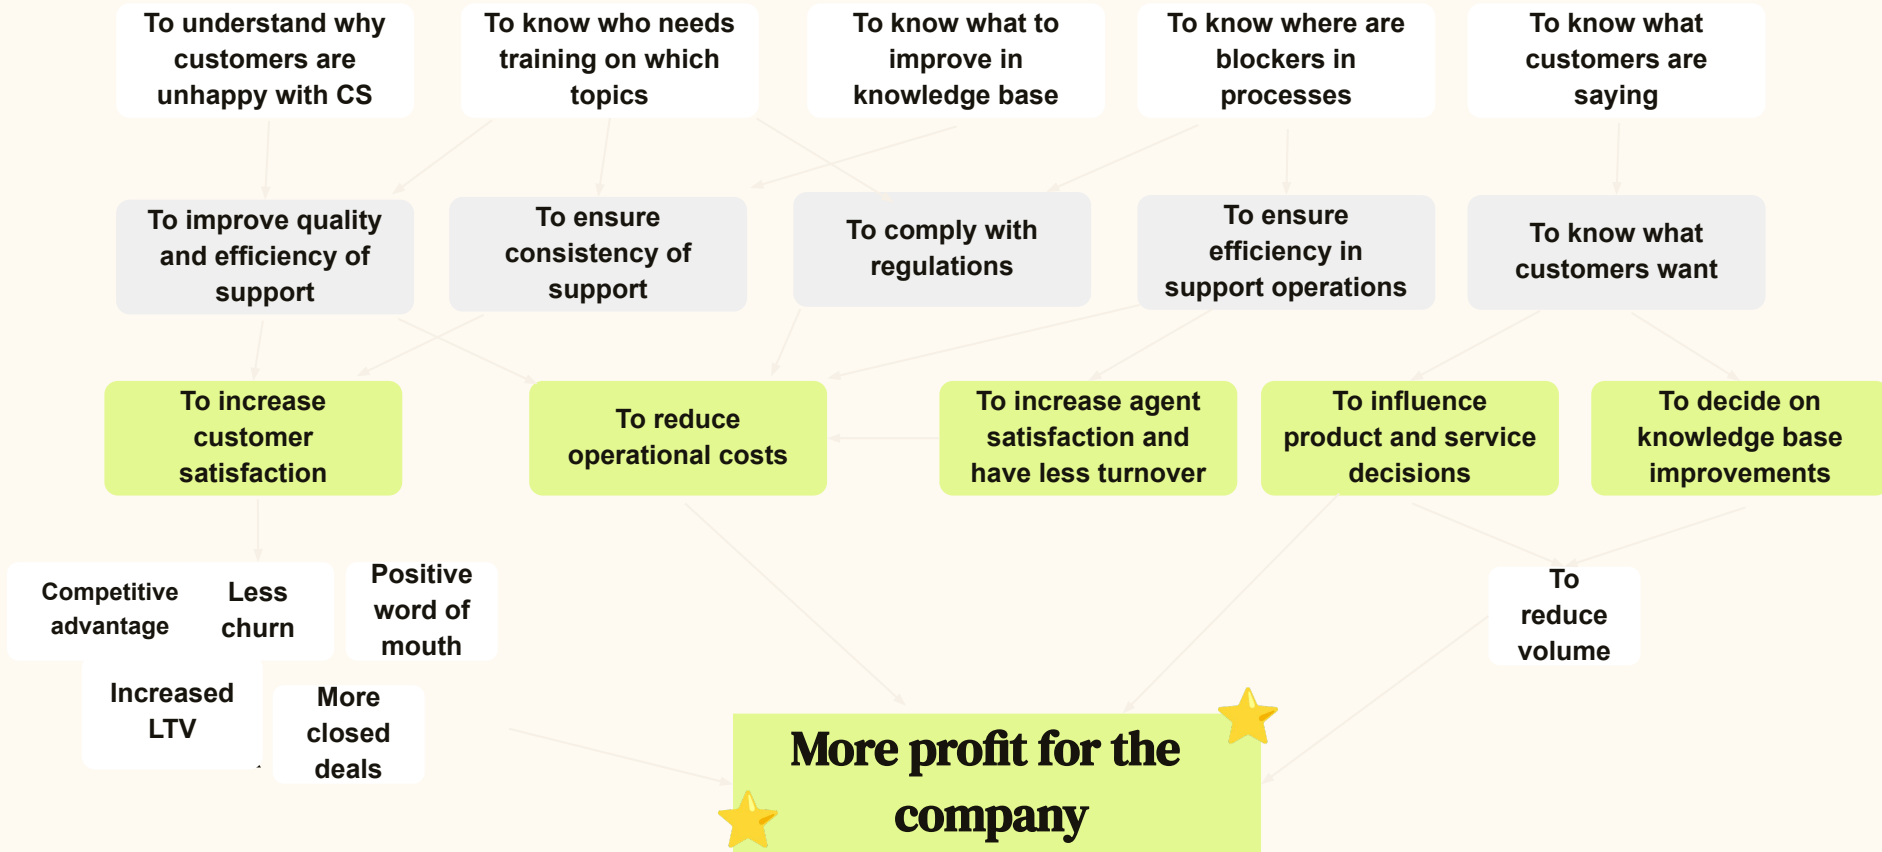 To understand why
customers are
unhappy with CS
To know who needs
training on which
topics
To know what to
improve in
knowledge base
To know where are
blockers in
processes
To know what
customers are
saying
To improve quality
and efficiency of
support
To ensure
consistency of
support
To comply with
regulations
To ensure
efficiency in
support operations
To know what
customers want
To increase
customer
satisfaction
To reduce
operational costs
To increase agent
satisfaction and
have less turnover
To influence
product and service
decisions
To decide on
knowledge base
improvements
Competitive
advantage
Less
churn
Positive
word of
mouth
To
reduce
volume
Increased
LTV
More
closed
deals
More profit for the
company